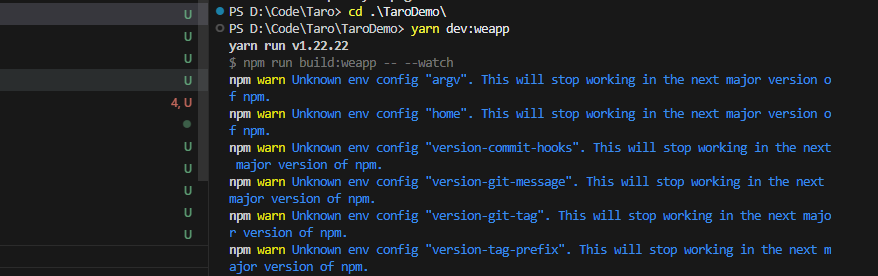 U
U
U
U
4, U
U
U
U
U
U
PS D:\Code\Taro> cd .\TaroDemo\
PS D:\Code\Taro\TaroDemo> yarn dev:weapp
yarn run v1.22.22
$ npm run build:weapp -- --watch
npm warn Unknown env config "argv". This will stop working in the next major version o
f npm.
npm warn Unknown env config "home". This will stop working in the next major version o
f npm.
npm warn Unknown env config "version-commit-hooks". This will stop working in the next
 major version of npm.
npm warn Unknown env config "version-git-message". This will stop working in the next
major version of npm.
npm warn Unknown env config "version-git-tag". This will stop working in the next majo
r version of npm.
npm warn Unknown env config "version-tag-prefix". This will stop working in the next m
ajor version of npm.